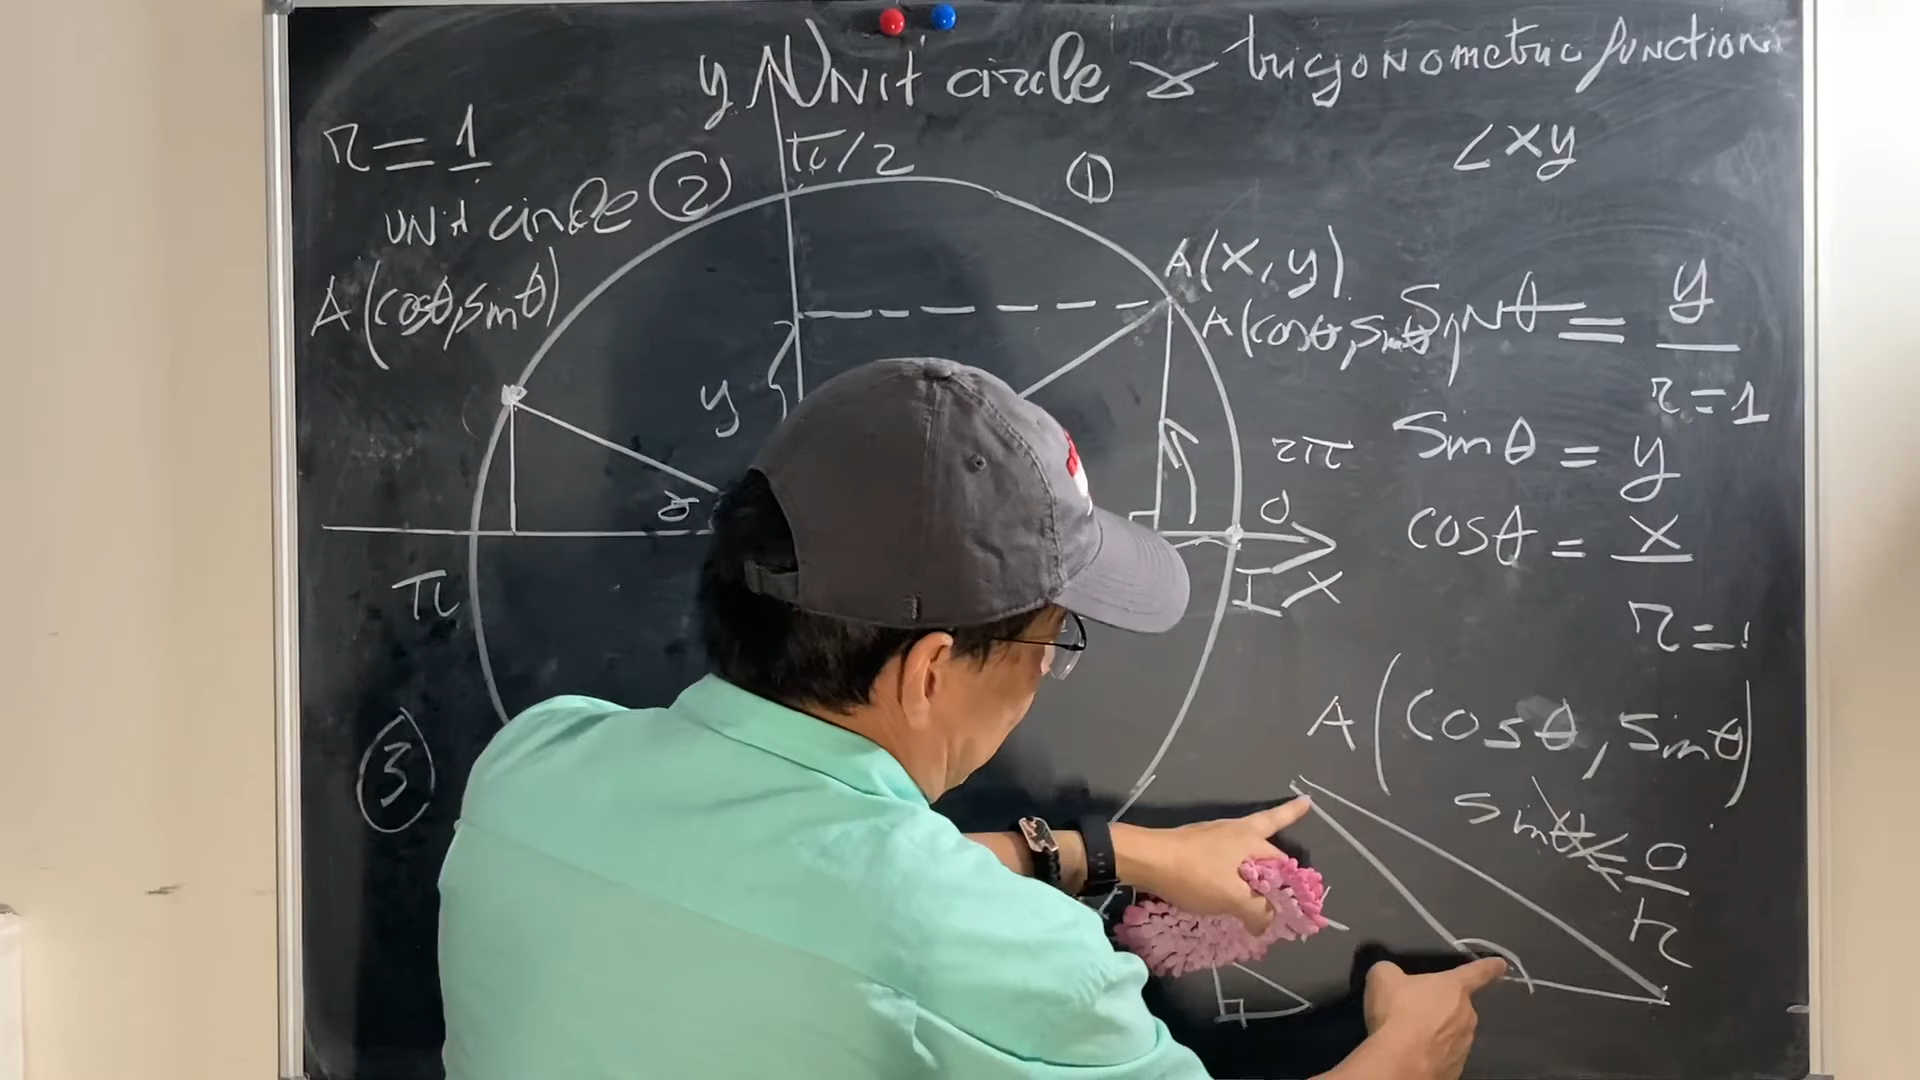 y Unit circle & trigonometric functions
r = 1
π/2
①
∠xy
unit circle ②
A(x, y)
A(cosθ, sinθ)
A(cosθ, sinθ)
sinθ = y
r = 1
y
2π
sinθ = y
0
cosθ = x
π
I x
r = 1
A(cosθ, sinθ)
③
sinθ = o
h